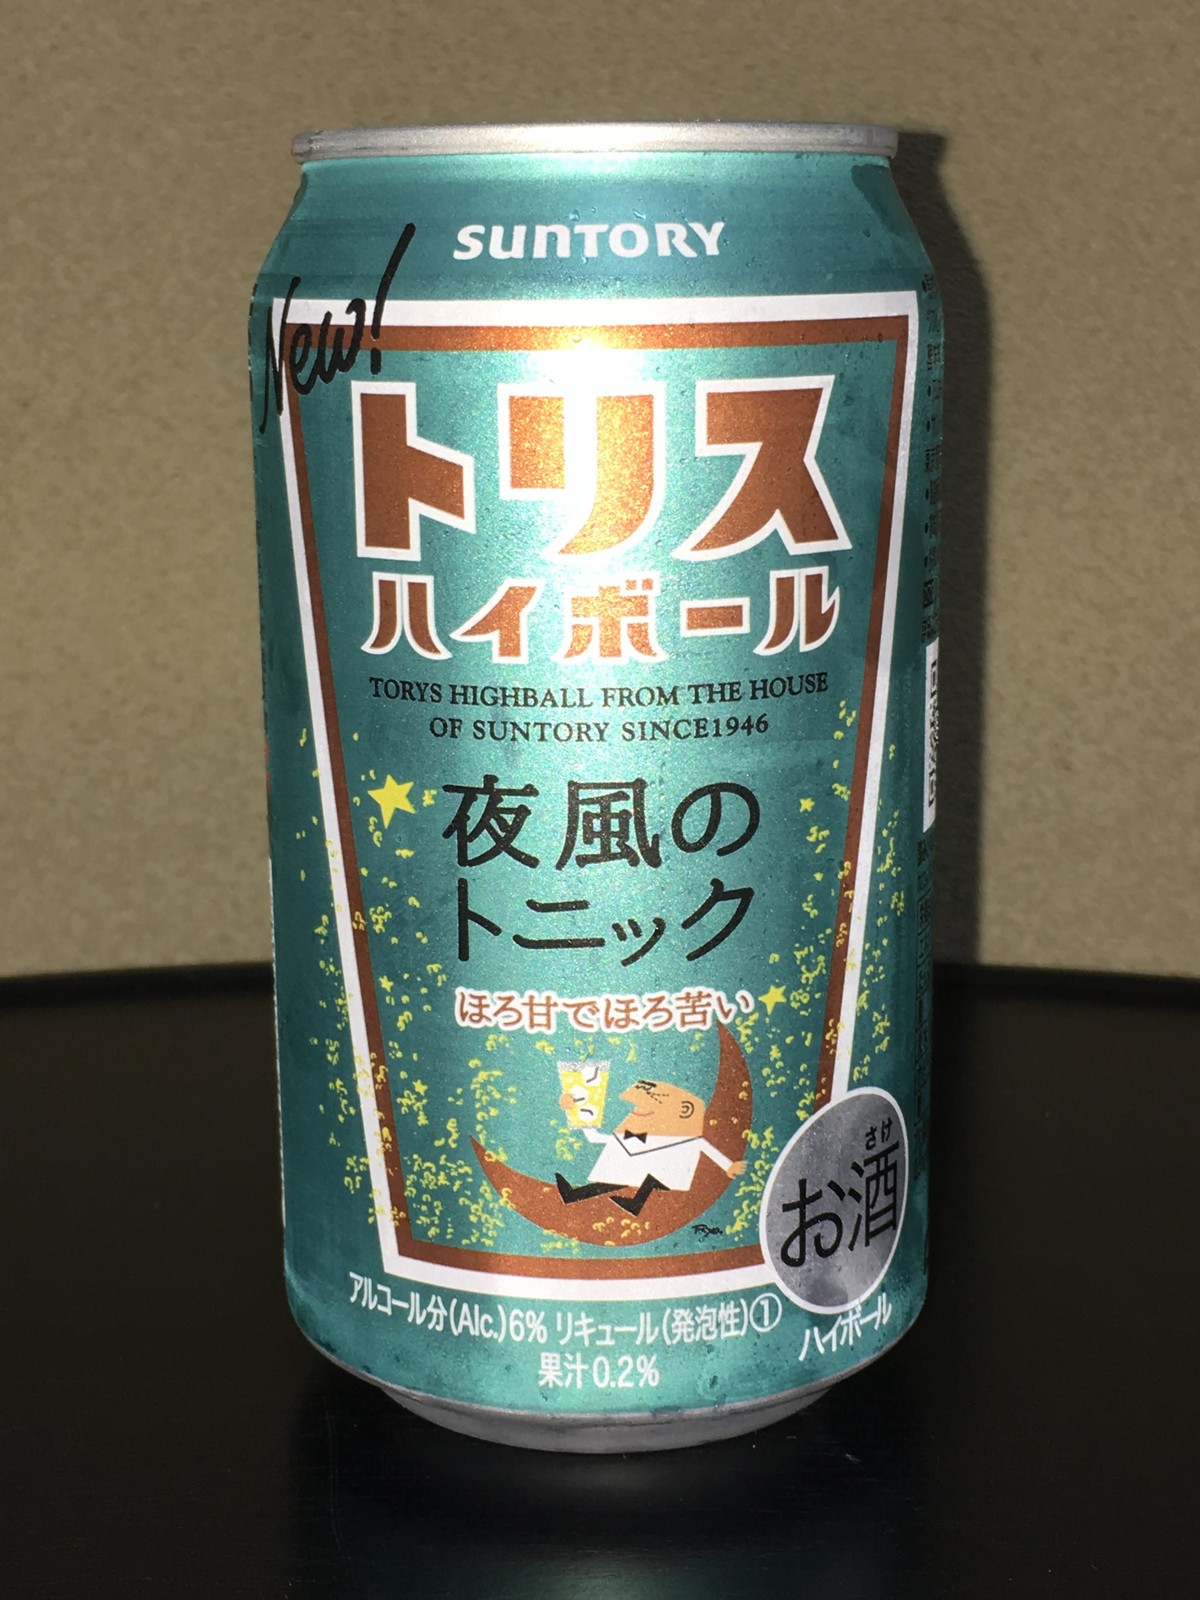 SUNTORY
New!
トリス
ハイボール
TORYS HIGHBALL FROM THE HOUSE
OF SUNTORY SINCE1946
夜風の
トニック
ほろ甘でほろ苦い
さけ
お酒
アルコール分(Alc.)6% リキュール(発泡性)①
ハイボール
果汁0.2%